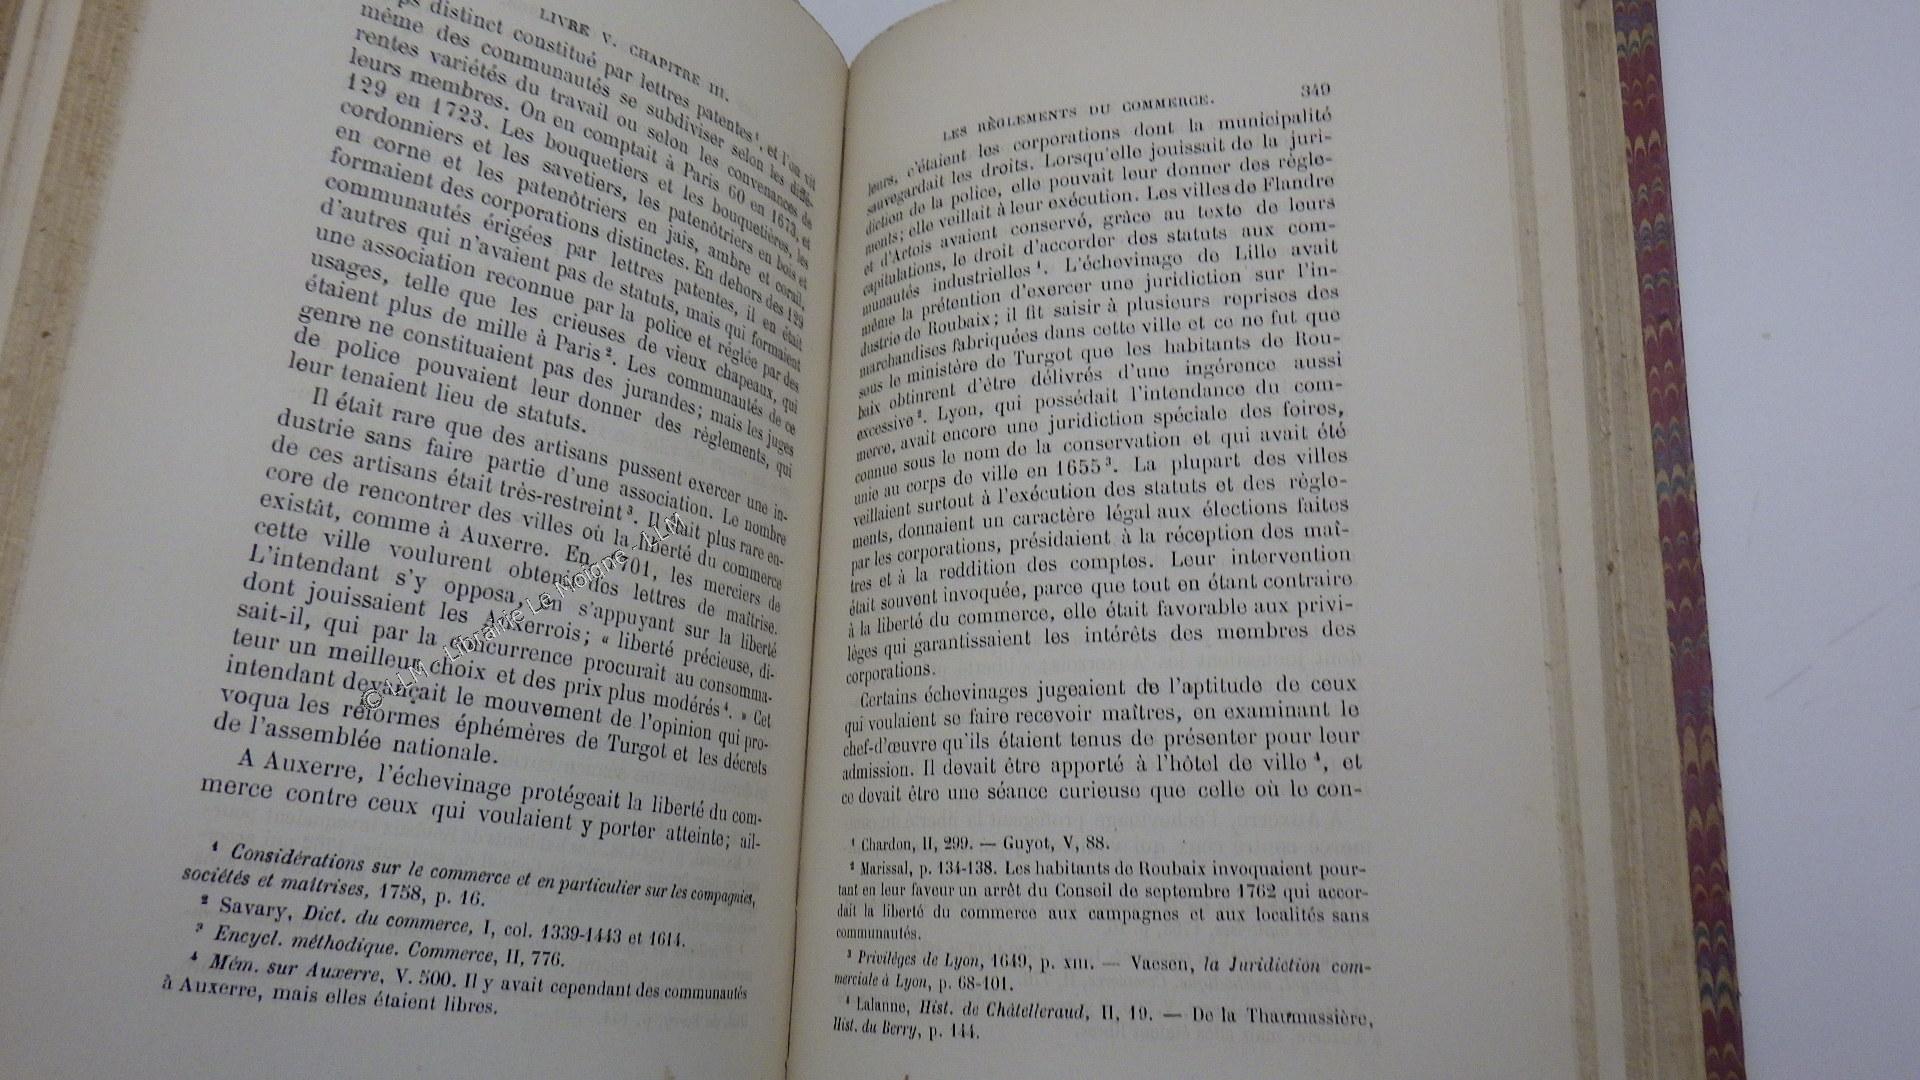 LIVRE V. CHAPITRE III.
distinct constitué par lettres patentes¹, et l'on vit
même des communautés se subdiviser selon les diffé-
rentes variétés du travail ou selon les convenances de
leurs membres. On en comptait à Paris 60 en 1673, et
129 en 1723. Les bouquetiers et les bouquetières, les
cordonniers et les savetiers, les patenôtriers en bois et
en corne et les patenôtriers en jais, ambre et corail,
formaient des corporations distinctes. En dehors des 129
communautés érigées par lettres patentes, il en était
d'autres qui n'avaient pas de statuts, mais qui formaient
une association reconnue par la police et réglée par des
usages, telle que les crieuses de vieux chapeaux, qui
étaient plus de mille à Paris². Les communautés de ce
genre ne constituaient pas des jurandes; mais les juges
de police pouvaient leur donner des règlements, qui
leur tenaient lieu de statuts.
Il était rare que des artisans pussent exercer une in-
dustrie sans faire partie d'une association. Le nombre
de ces artisans était très-restreint³. Il était plus rare en-
core de rencontrer des villes où la liberté du commerce
existât, comme à Auxerre. En 1701, les merciers de
cette ville voulurent obtenir des lettres de maîtrise.
L'intendant s'y opposa, en s'appuyant sur la liberté
dont jouissaient les Auxerrois; « liberté précieuse, di-
sait-il, qui par la concurrence procurait au consomma-
teur un meilleur choix et des prix plus modérés⁴. » Cet
intendant devançait le mouvement de l'opinion qui pro-
voqua les réformes éphémères de Turgot et les décrets
de l'assemblée nationale.
A Auxerre, l'échevinage protégeait la liberté du com-
merce contre ceux qui voulaient y porter atteinte; ail-
¹ Considérations sur le commerce et en particulier sur les compagnies,
sociétés et maîtrises, 1758, p. 16.
² Savary, Dict. du commerce, I, col. 1339-1443 et 1614.
³ Encycl. méthodique. Commerce, II, 776.
⁴ Mém. sur Auxerre, V. 500. Il y avait cependant des communautés
à Auxerre, mais elles étaient libres.
© LLM - Librairie Le Moigne - LLM
LES RÈGLEMENTS DU COMMERCE. 349
leurs, c'étaient les corporations dont la municipalité
sauvegardait les droits. Lorsqu'elle jouissait de la juri-
diction de la police, elle pouvait leur donner des règle-
ments; elle veillait à leur exécution. Les villes de Flandre
et d'Artois avaient conservé, grâce au texte de leurs
capitulations, le droit d'accorder des statuts aux com-
munautés industrielles¹. L'échevinage de Lille avait
même la prétention d'exercer une juridiction sur l'in-
dustrie de Roubaix; il fit saisir à plusieurs reprises des
marchandises fabriquées dans cette ville et ce ne fut que
sous le ministère de Turgot que les habitants de Rou-
baix obtinrent d'être délivrés d'une ingérence aussi
excessive². Lyon, qui possédait l'intendance du com-
merce, avait encore une juridiction spéciale des foires,
connue sous le nom de la conservation et qui avait été
unie au corps de ville en 1655³. La plupart des villes
veillaient surtout à l'exécution des statuts et des règle-
ments, donnaient un caractère légal aux élections faites
par les corporations, présidaient à la réception des maî-
tres et à la reddition des comptes. Leur intervention
était souvent invoquée, parce que tout en étant contraire
à la liberté du commerce, elle était favorable aux privi-
lèges qui garantissaient les intérêts des membres des
corporations.
Certains échevinages jugeaient de l'aptitude de ceux
qui voulaient se faire recevoir maîtres, en examinant le
chef-d'œuvre qu'ils étaient tenus de présenter pour leur
admission. Il devait être apporté à l'hôtel de ville⁴, et
ce devait être une séance curieuse que celle où le con-
¹ Chardon, II, 299. — Guyot, V, 88.
² Marissal, p. 134-138. Les habitants de Roubaix invoquaient pour-
tant en leur faveur un arrêt du Conseil de septembre 1762 qui accor-
dait la liberté du commerce aux campagnes et aux localités sans
communautés.
³ Privilèges de Lyon, 1649, p. XIII. — Vaesen, la Juridiction com-
merciale à Lyon, p. 68-101.
⁴ Lalanne, Hist. de Châtelleraud, II, 19. — De la Thaumassière,
Hist. du Berry, p. 144.